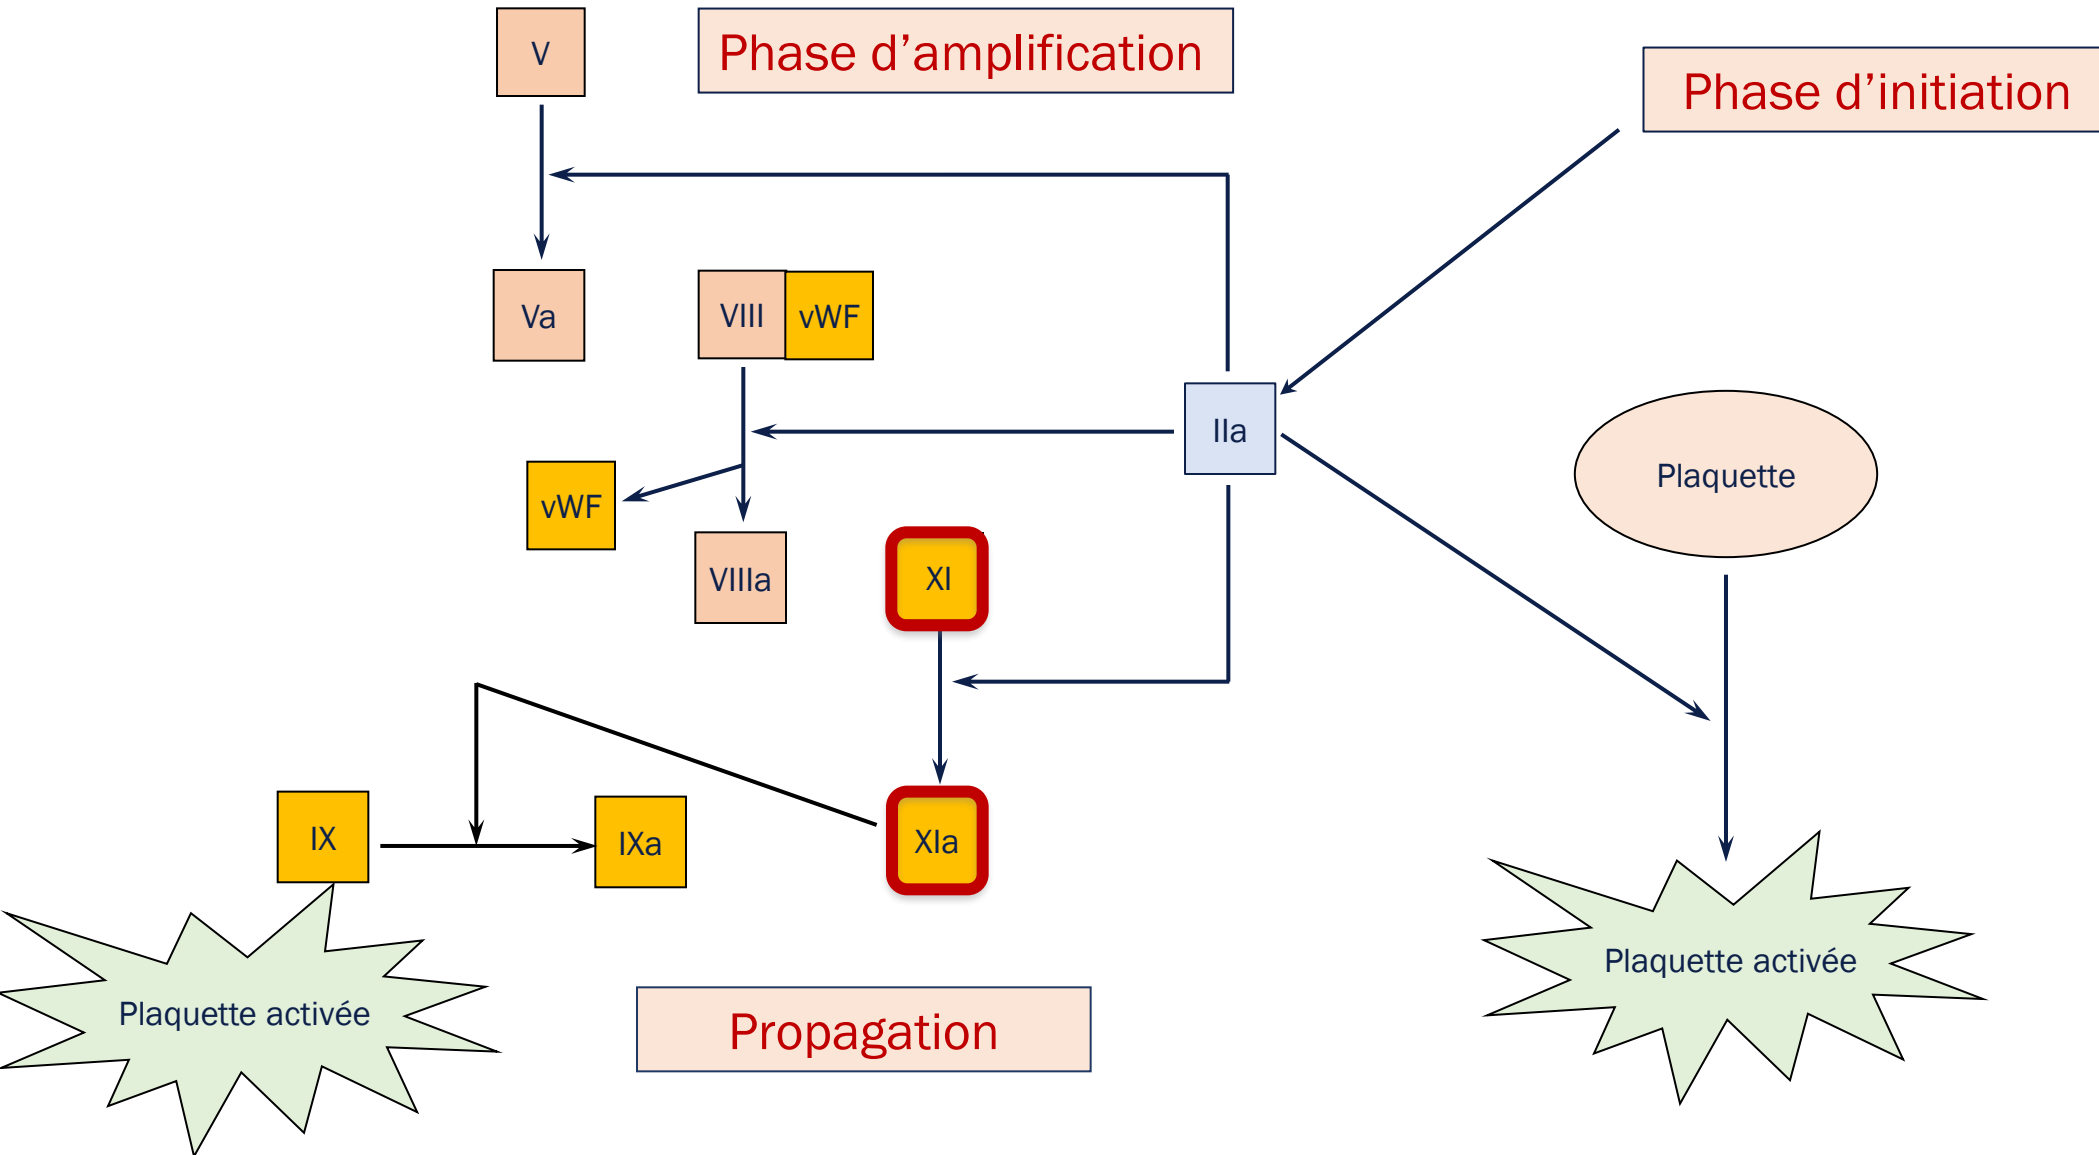 V
Phase d’amplification
Phase d’initiation
Va
VIII
vWF
IIa
Plaquette
vWF
VIIIa
XI
IX
IXa
XIa
Plaquette activée
Plaquette activée
Propagation